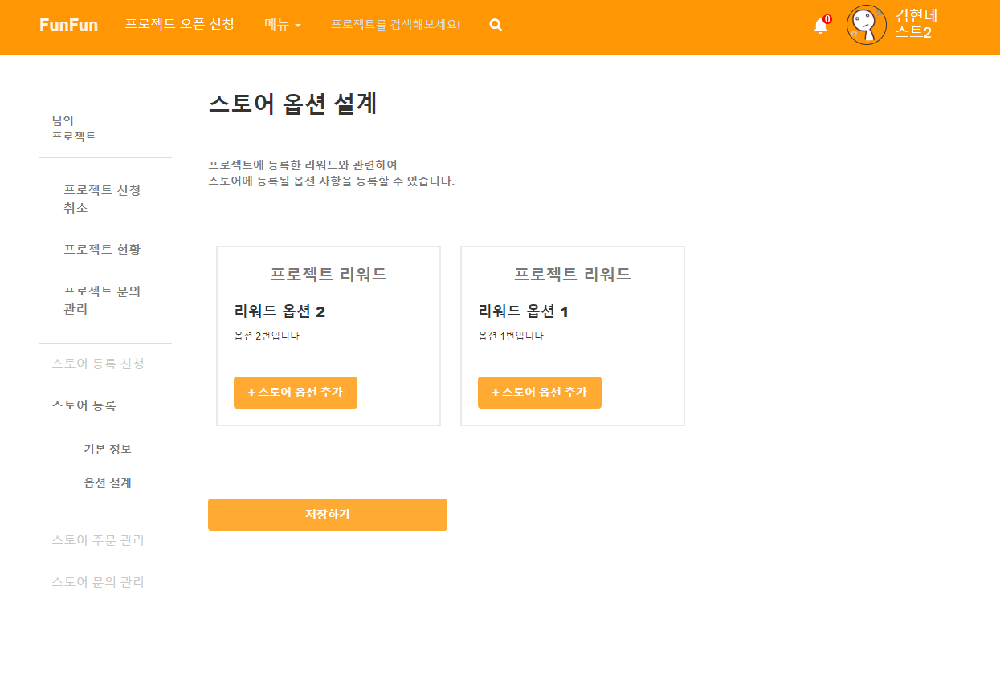 FunFun 프로젝트 오픈 신청 메뉴 프로젝트를 검색해보세요! 0 김현테
스트2
스토어 옵션 설계
님의
프로젝트
프로젝트에 등록한 리워드와 관련하여
스토어에 등록될 옵션 사항을 등록할 수 있습니다.
프로젝트 신청
취소
프로젝트 현황
프로젝트 문의
관리
스토어 등록 신청
스토어 등록
기본 정보
옵션 설계
스토어 주문 관리
스토어 문의 관리
프로젝트 리워드
리워드 옵션 2
옵션 2번입니다
+ 스토어 옵션 추가
프로젝트 리워드
리워드 옵션 1
옵션 1번입니다
+ 스토어 옵션 추가
저장하기